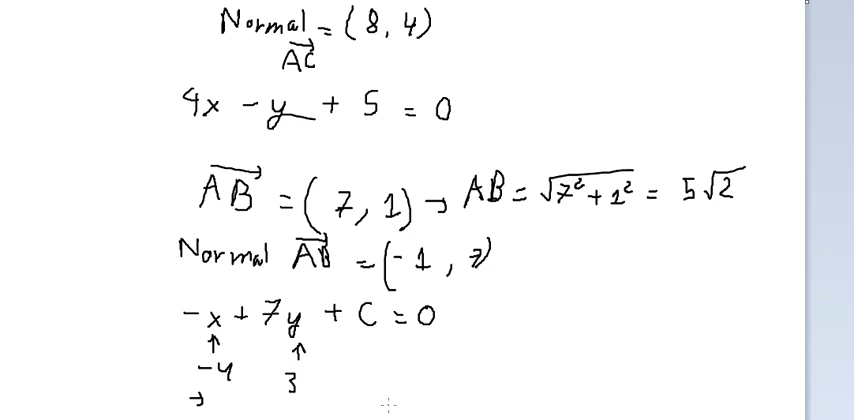 Normal = (8, 4)
AC
4x - y + 5 = 0
AB = (7, 1) → AB = √7² + 1² = 5√2
Normal AB = (-1, 7)
-x + 7y + C = 0
↑ ↑
-4 3
→